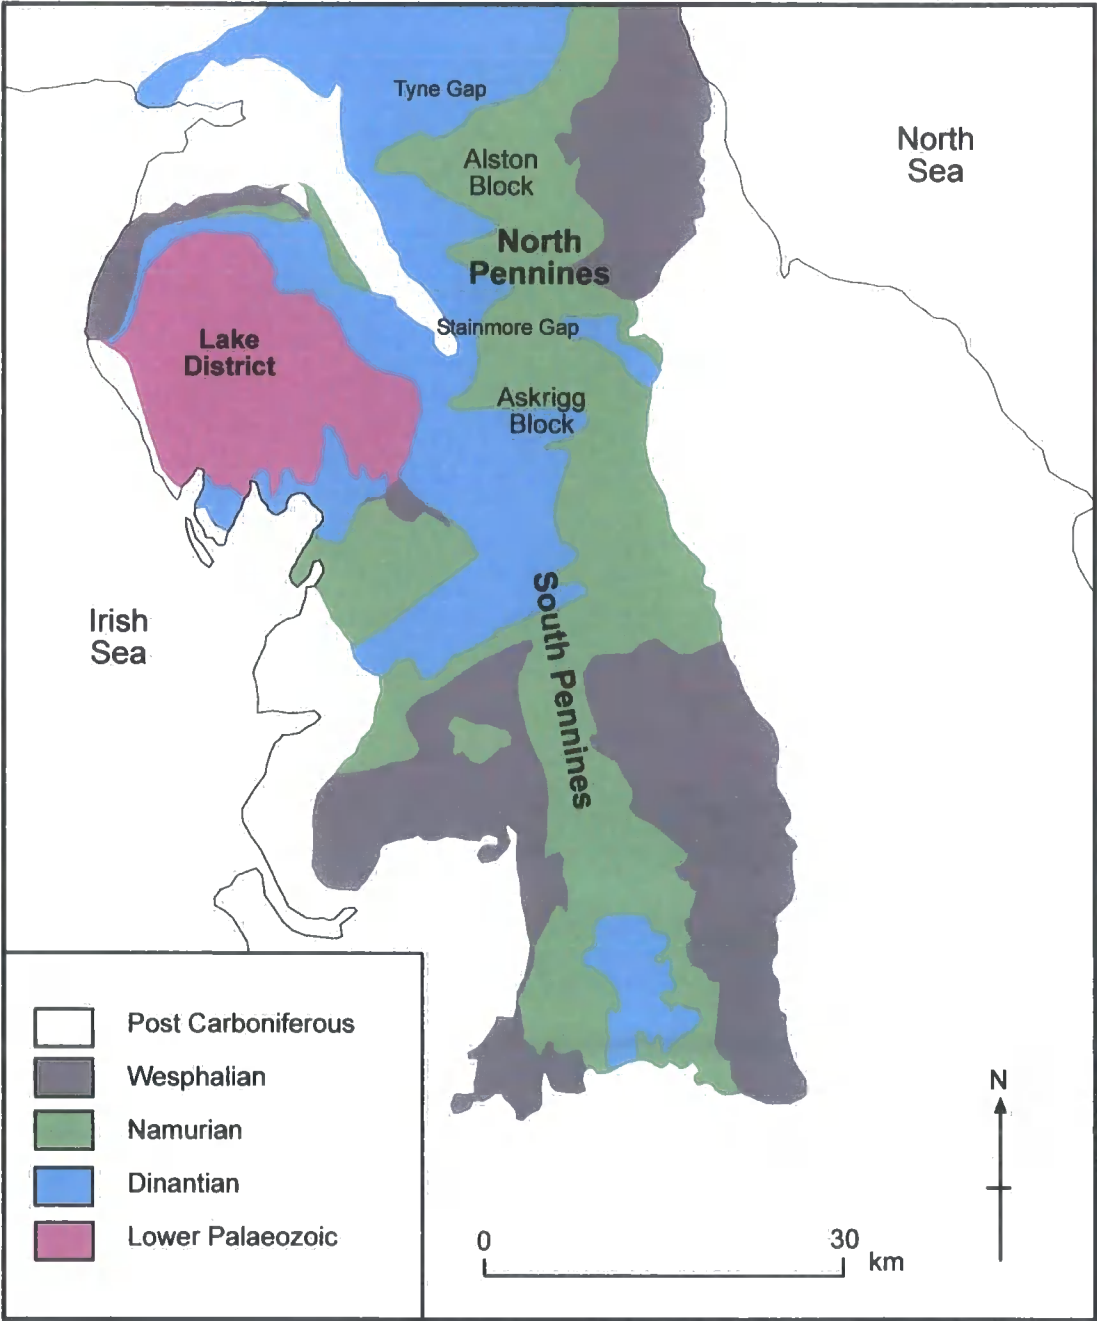 Tyne Gap
North
Sea
Alston
Block
North
Pennines
Stainmore Gap
Lake
District
Askrigg
Block
South Pennines
Irish
Sea
Post Carboniferous
Wesphalian
Namurian
Dinantian
Lower Palaeozoic
N
0 30
km